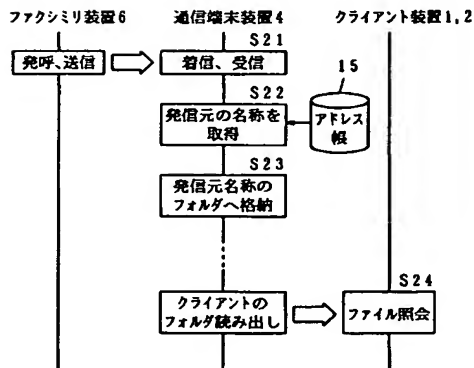 ファクシミリ装置6 通信端末装置4 クライアント装置1,2
S21
発呼、送信
着信、受信
S22
15
発信元の名称を
取得
アドレス
帳
S23
発信元名称の
フォルダへ格納
クライアントの
フォルダ読み出し
S24
ファイル照会